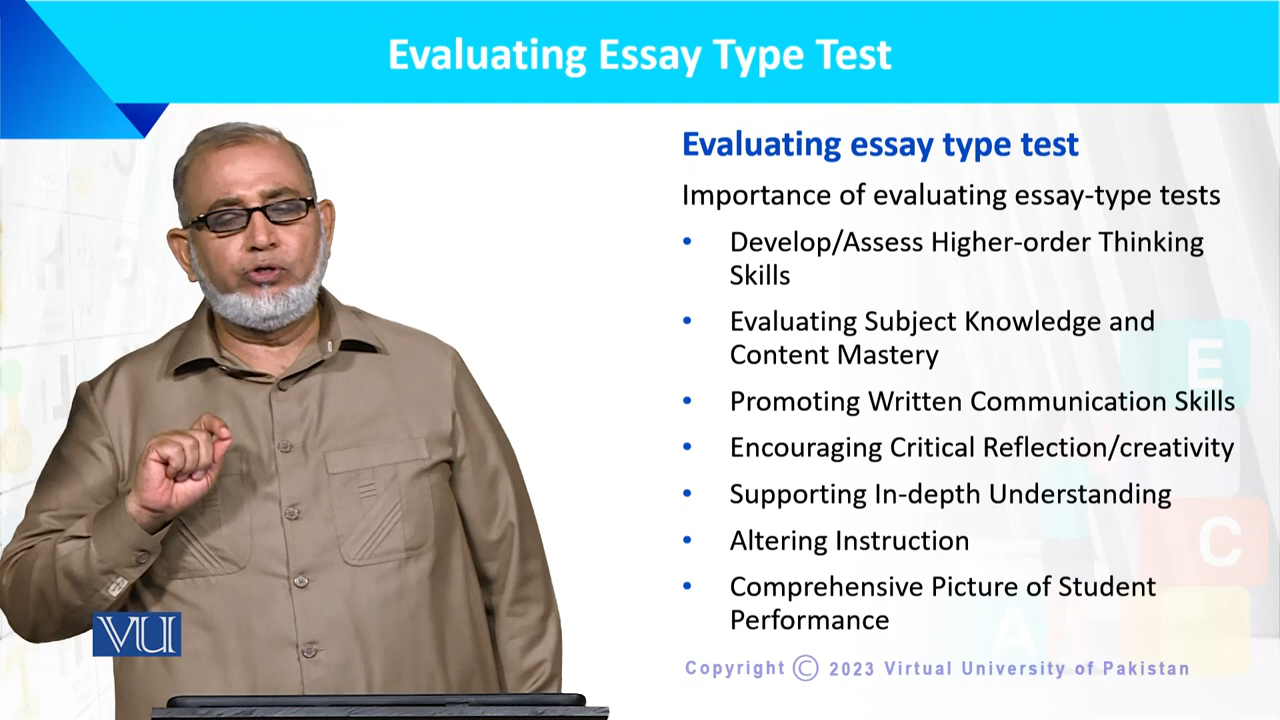 Evaluating Essay Type Test
Evaluating essay type test
Importance of evaluating essay-type tests
• Develop/Assess Higher-order Thinking
Skills
• Evaluating Subject Knowledge and
Content Mastery
• Promoting Written Communication Skills
• Encouraging Critical Reflection/creativity
• Supporting In-depth Understanding
• Altering Instruction
• Comprehensive Picture of Student
Performance
VU
Copyright © 2023 Virtual University of Pakistan
E
C
A